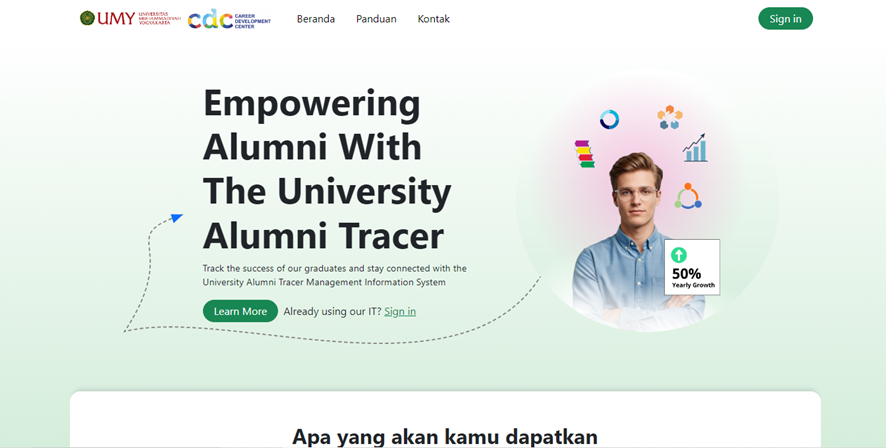 UMY
UNIVERSITAS
MUHAMMADIYAH
YOGYAKARTA
cdc
CAREER
DEVELOPMENT
CENTER
Beranda
Panduan
Kontak
Sign in
Empowering
Alumni With
The University
Alumni Tracer
Track the success of our graduates and stay connected with the
University Alumni Tracer Management Information System
Learn More
Already using our IT? Sign in
50%
Yearly Growth
Apa yang akan kamu dapatkan